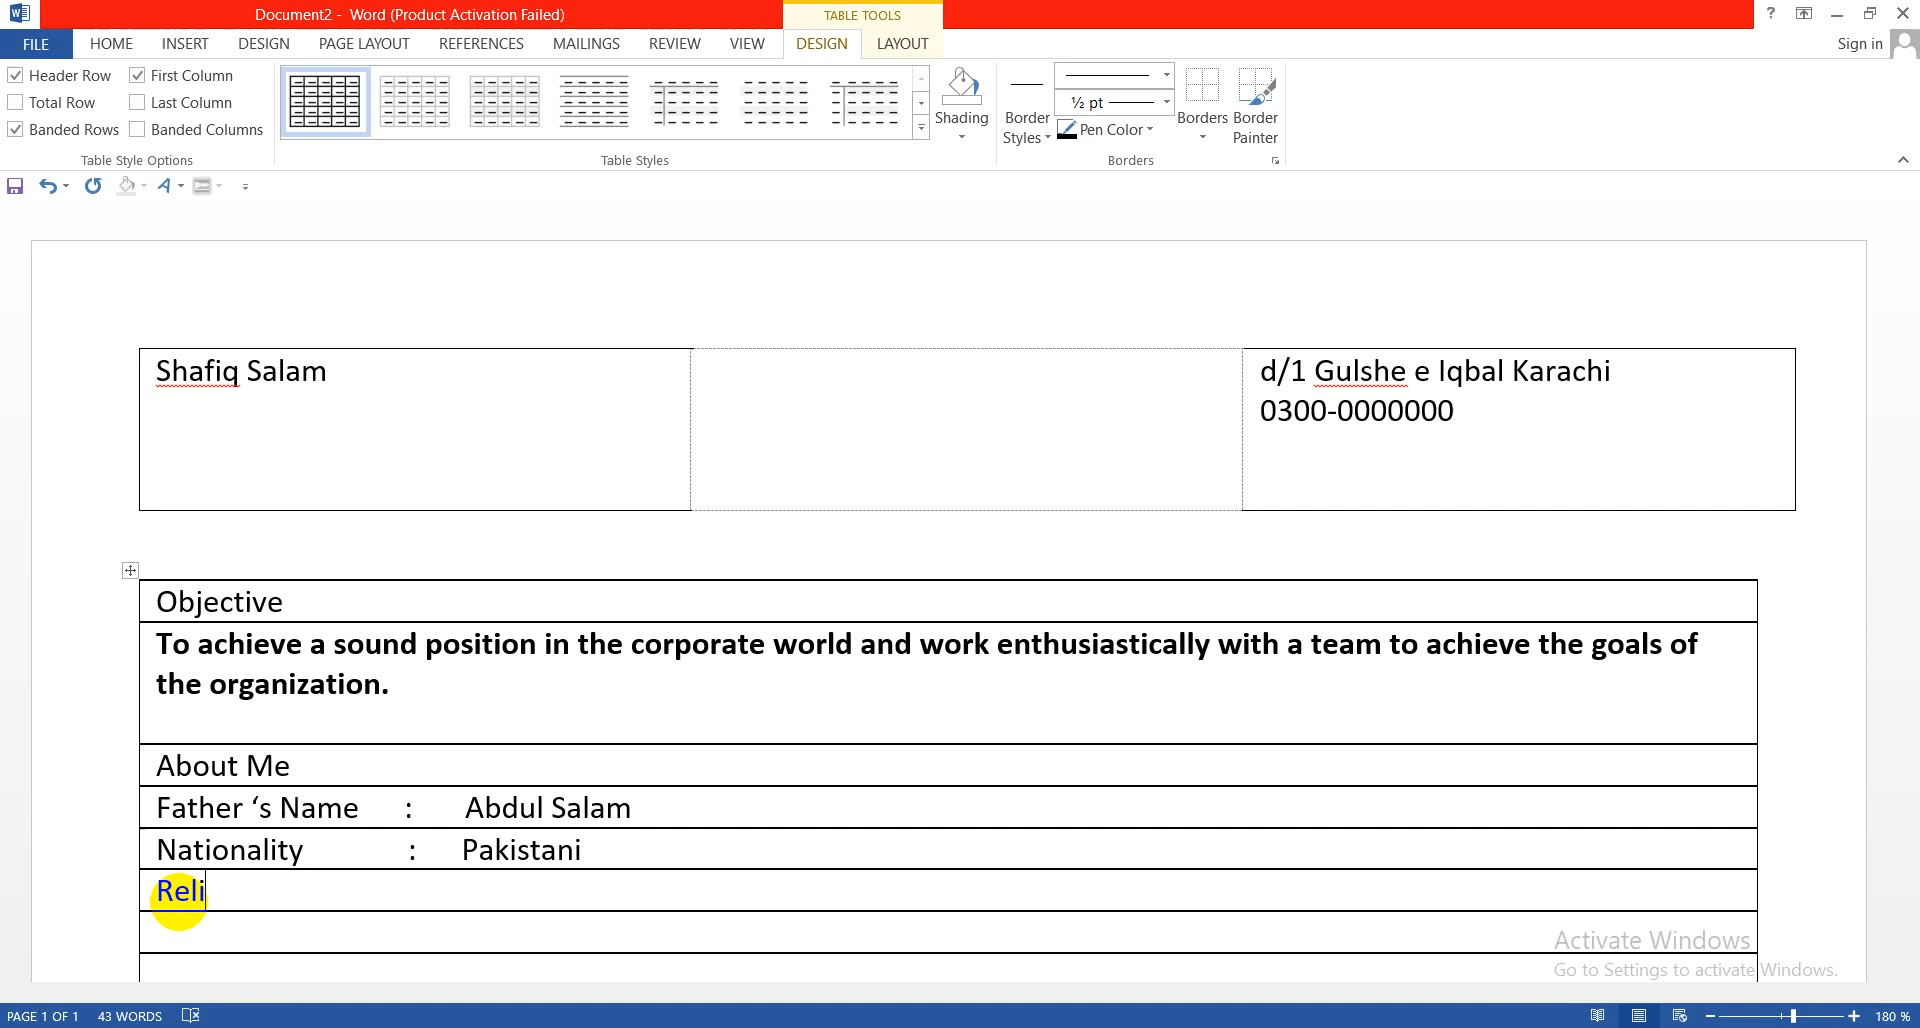 Document2 - Word (Product Activation Failed)
TABLE TOOLS
FILE HOME INSERT DESIGN PAGE LAYOUT REFERENCES MAILINGS REVIEW VIEW DESIGN LAYOUT Sign in
Header Row First Column
Total Row Last Column
Banded Rows Banded Columns
Table Style Options
Table Styles
Shading
Border Styles
½ pt
Pen Color
Borders
Border Painter
Borders
Shafiq Salam
d/1 Gulshe e Iqbal Karachi
0300-0000000
Objective
To achieve a sound position in the corporate world and work enthusiastically with a team to achieve the goals of
the organization.
About Me
Father ‘s Name : Abdul Salam
Nationality : Pakistani
Reli
Activate Windows
Go to Settings to activate Windows.
PAGE 1 OF 1 43 WORDS 180 %